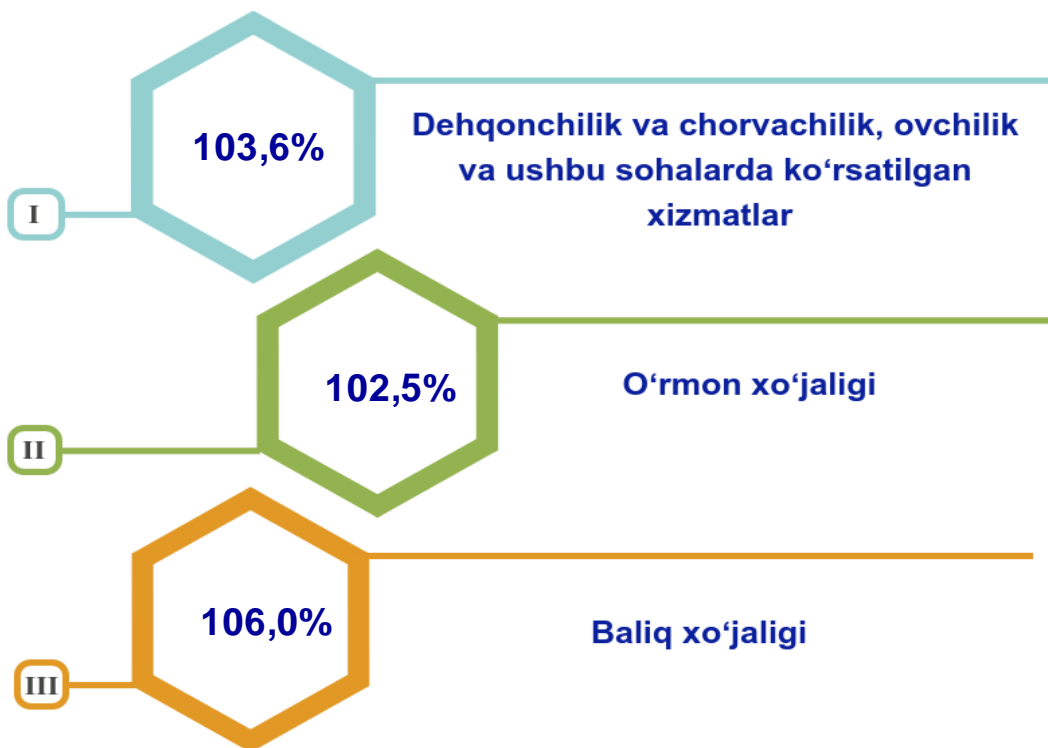 103,6%
Dehqonchilik va chorvachilik, ovchilik
va ushbu sohalarda ko‘rsatilgan
xizmatlar
I
102,5%
O‘rmon xo‘jaligi
II
106,0%
Baliq xo‘jaligi
III